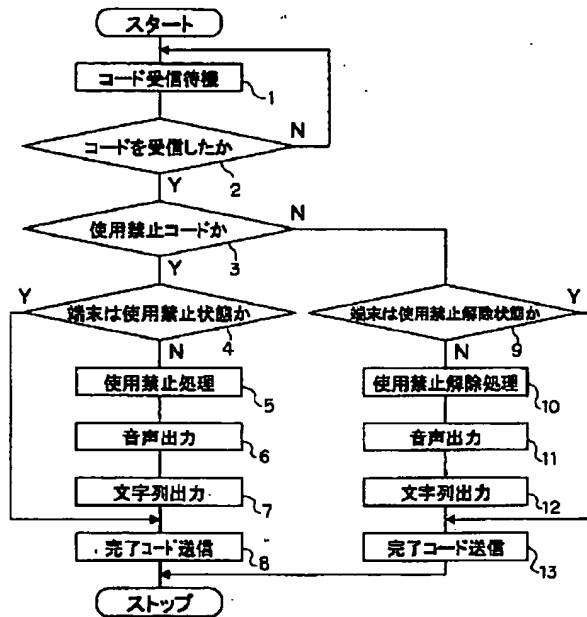 スタート
コード受信待機
1
N
コードを受信したか
2
Y
N
使用禁止コードか
3
Y
Y
端末は使用禁止状態か
4
N
Y
端末は使用禁止解除状態か
9
N
使用禁止処理
5
使用禁止解除処理
10
音声出力
6
音声出力
11
文字列出力
7
文字列出力
12
完了コード送信
8
完了コード送信
13
ストップ